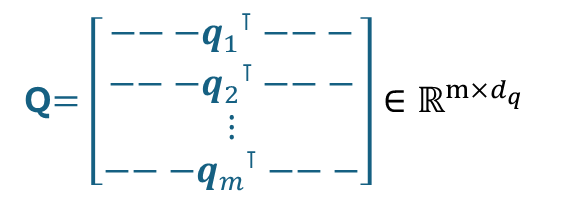 −− −q₁ᵀ −− −
Q= −− −q₂ᵀ −− − ∈ ℝ^{m×d_q}
⋮
−− −qₘᵀ −− −